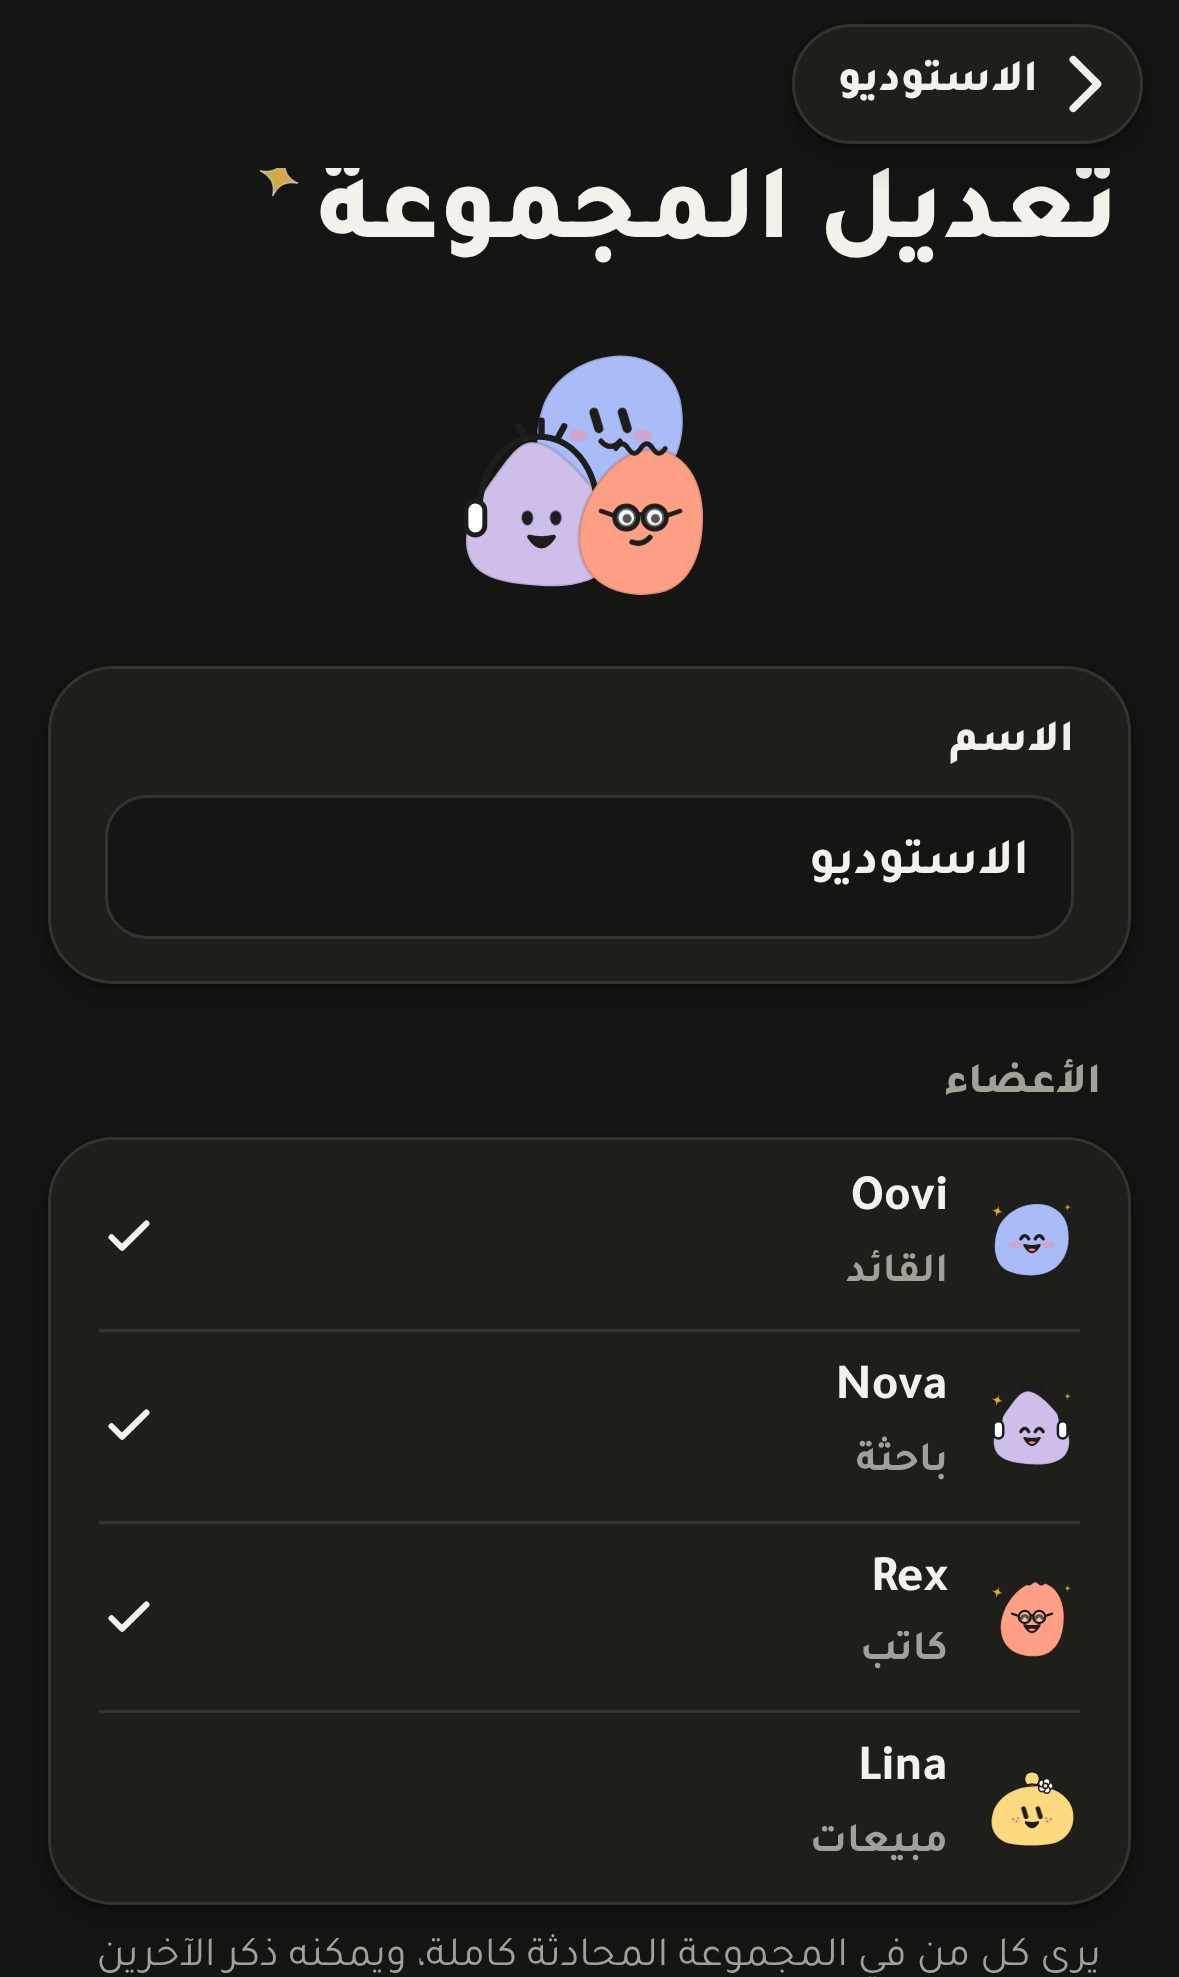 الاستوديو
تعديل المجموعة
الاسم
الاستوديو
الأعضاء
Oovi
القائد
Nova
باحثة
Rex
كاتب
Lina
مبيعات
يرى كل من في المجموعة المحادثة كاملة، ويمكنه ذكر الآخرين